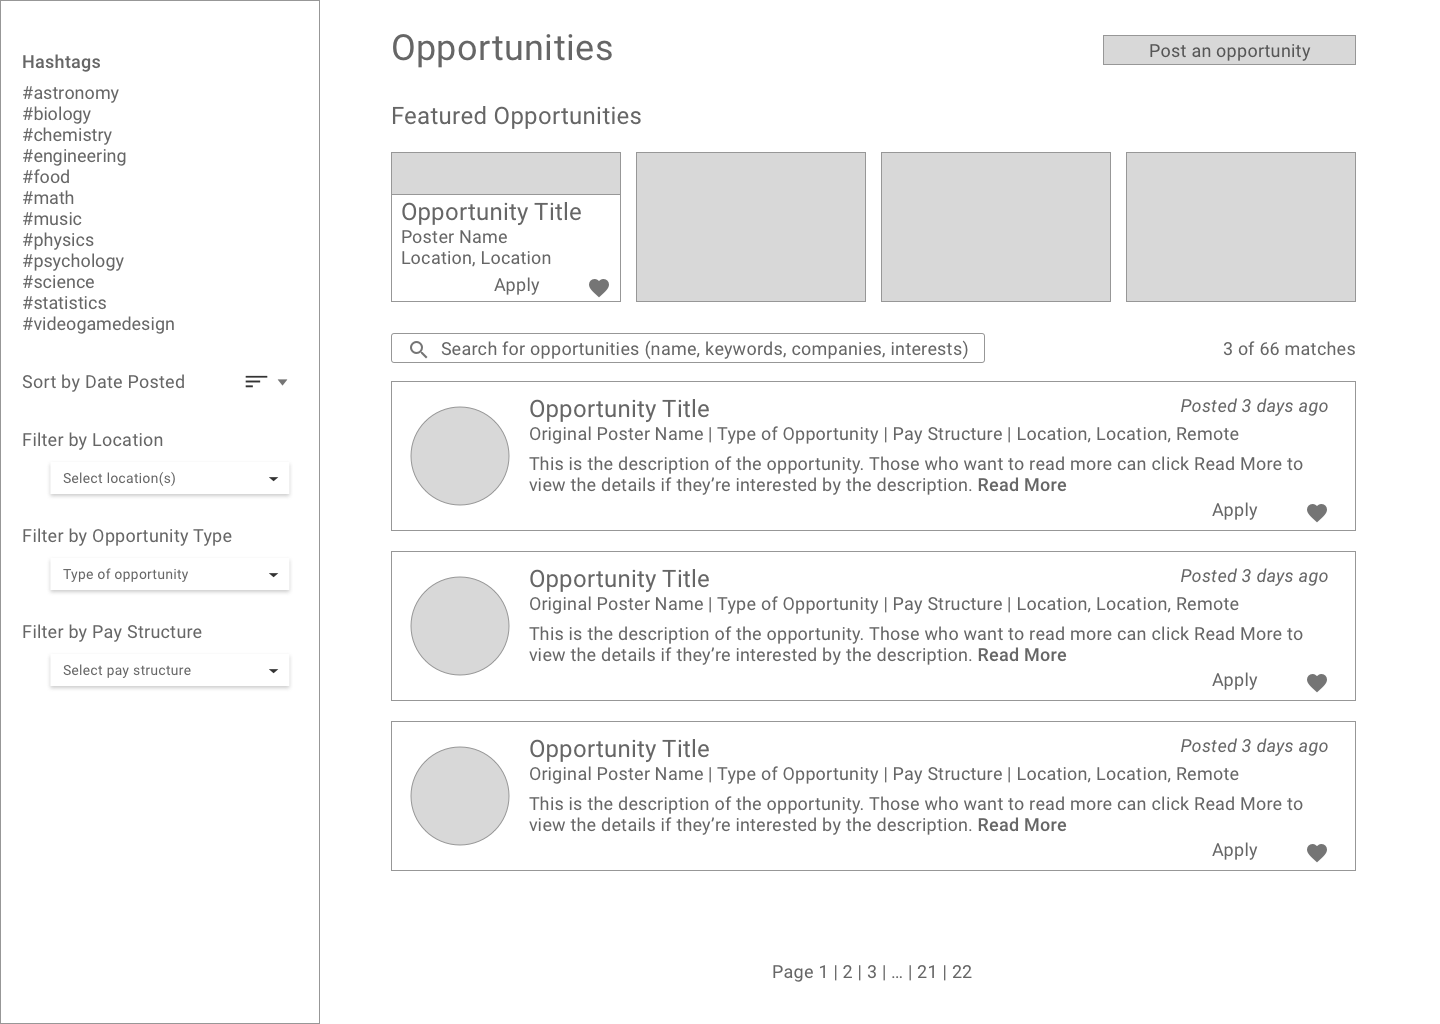 Hashtags
#astronomy
#biology
#chemistry
#engineering
#food
#math
#music
#physics
#psychology
#science
#statistics
#videogamedesign
Sort by Date Posted
Filter by Location
Select location(s)
Filter by Opportunity Type
Type of opportunity
Filter by Pay Structure
Select pay structure
Opportunities
Post an opportunity
Featured Opportunities
Opportunity Title
Poster Name
Location, Location
Apply
Search for opportunities (name, keywords, companies, interests)
3 of 66 matches
Opportunity Title
Posted 3 days ago
Original Poster Name | Type of Opportunity | Pay Structure | Location, Location, Remote
This is the description of the opportunity. Those who want to read more can click Read More to
view the details if they’re interested by the description. Read More
Apply
Opportunity Title
Posted 3 days ago
Original Poster Name | Type of Opportunity | Pay Structure | Location, Location, Remote
This is the description of the opportunity. Those who want to read more can click Read More to
view the details if they’re interested by the description. Read More
Apply
Opportunity Title
Posted 3 days ago
Original Poster Name | Type of Opportunity | Pay Structure | Location, Location, Remote
This is the description of the opportunity. Those who want to read more can click Read More to
view the details if they’re interested by the description. Read More
Apply
Page 1 | 2 | 3 | … | 21 | 22